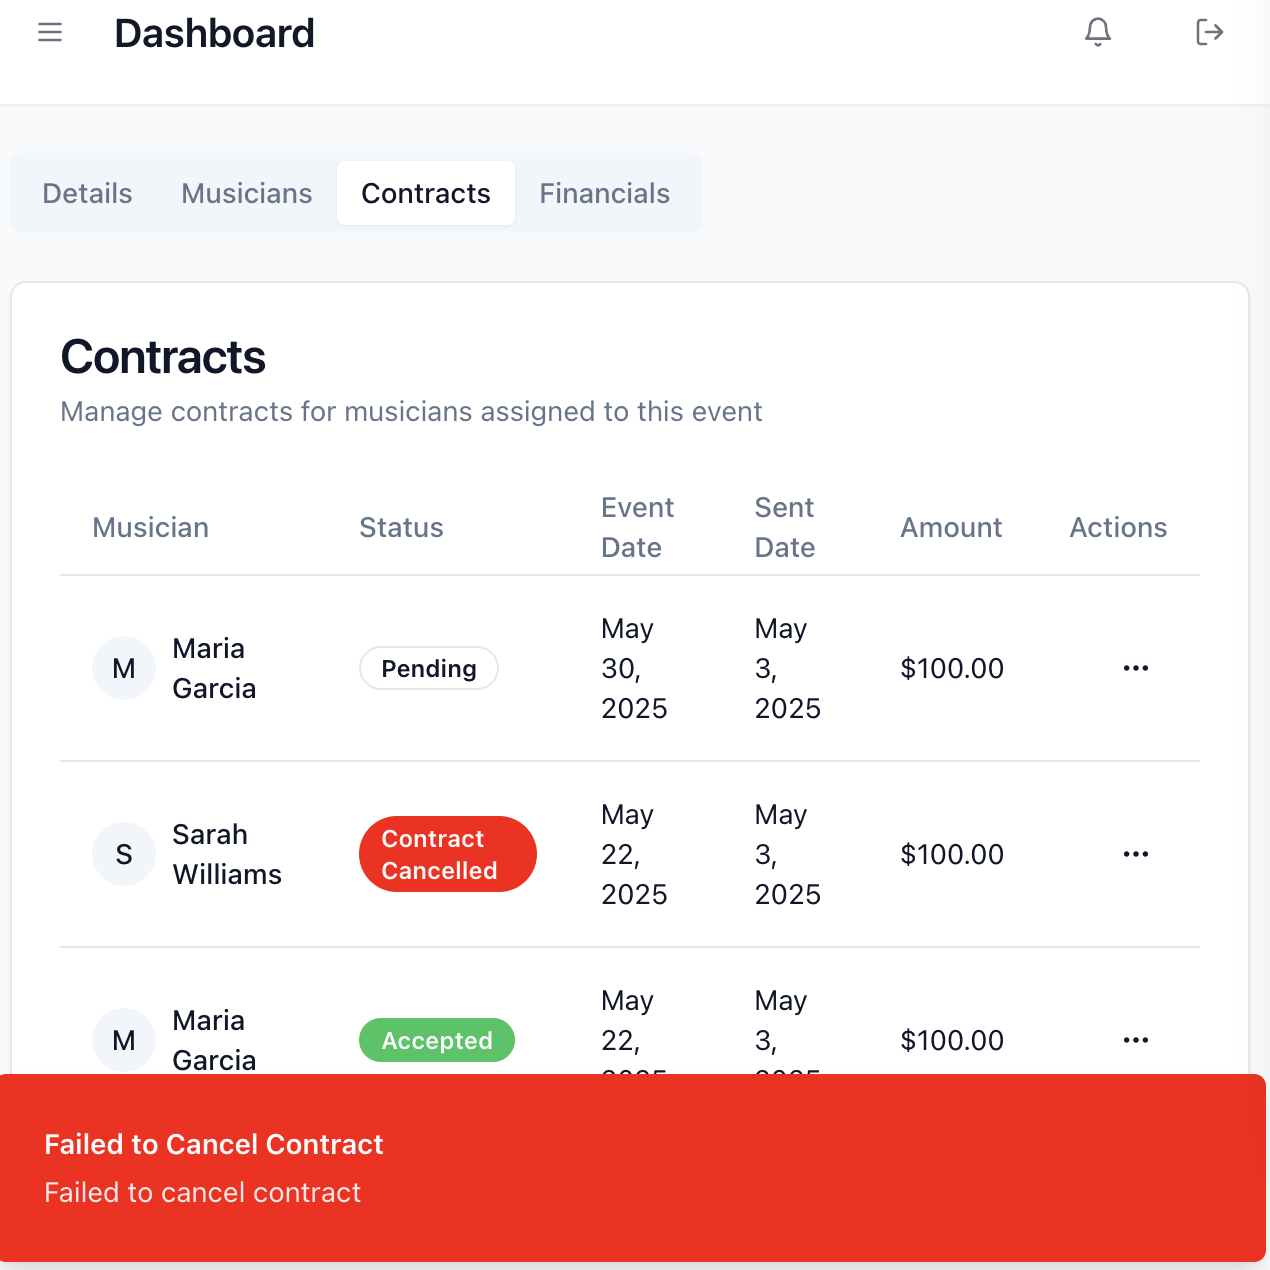 Dashboard
Details Musicians Contracts Financials
Contracts
Manage contracts for musicians assigned to this event
Musician Status Event Date Sent Date Amount Actions
M Maria Garcia Pending May 30, 2025 May 3, 2025 $100.00 ...
S Sarah Williams Contract Cancelled May 22, 2025 May 3, 2025 $100.00 ...
M Maria Garcia Accepted May 22, 2025 May 3, 2025 $100.00 ...
Failed to Cancel Contract
Failed to cancel contract